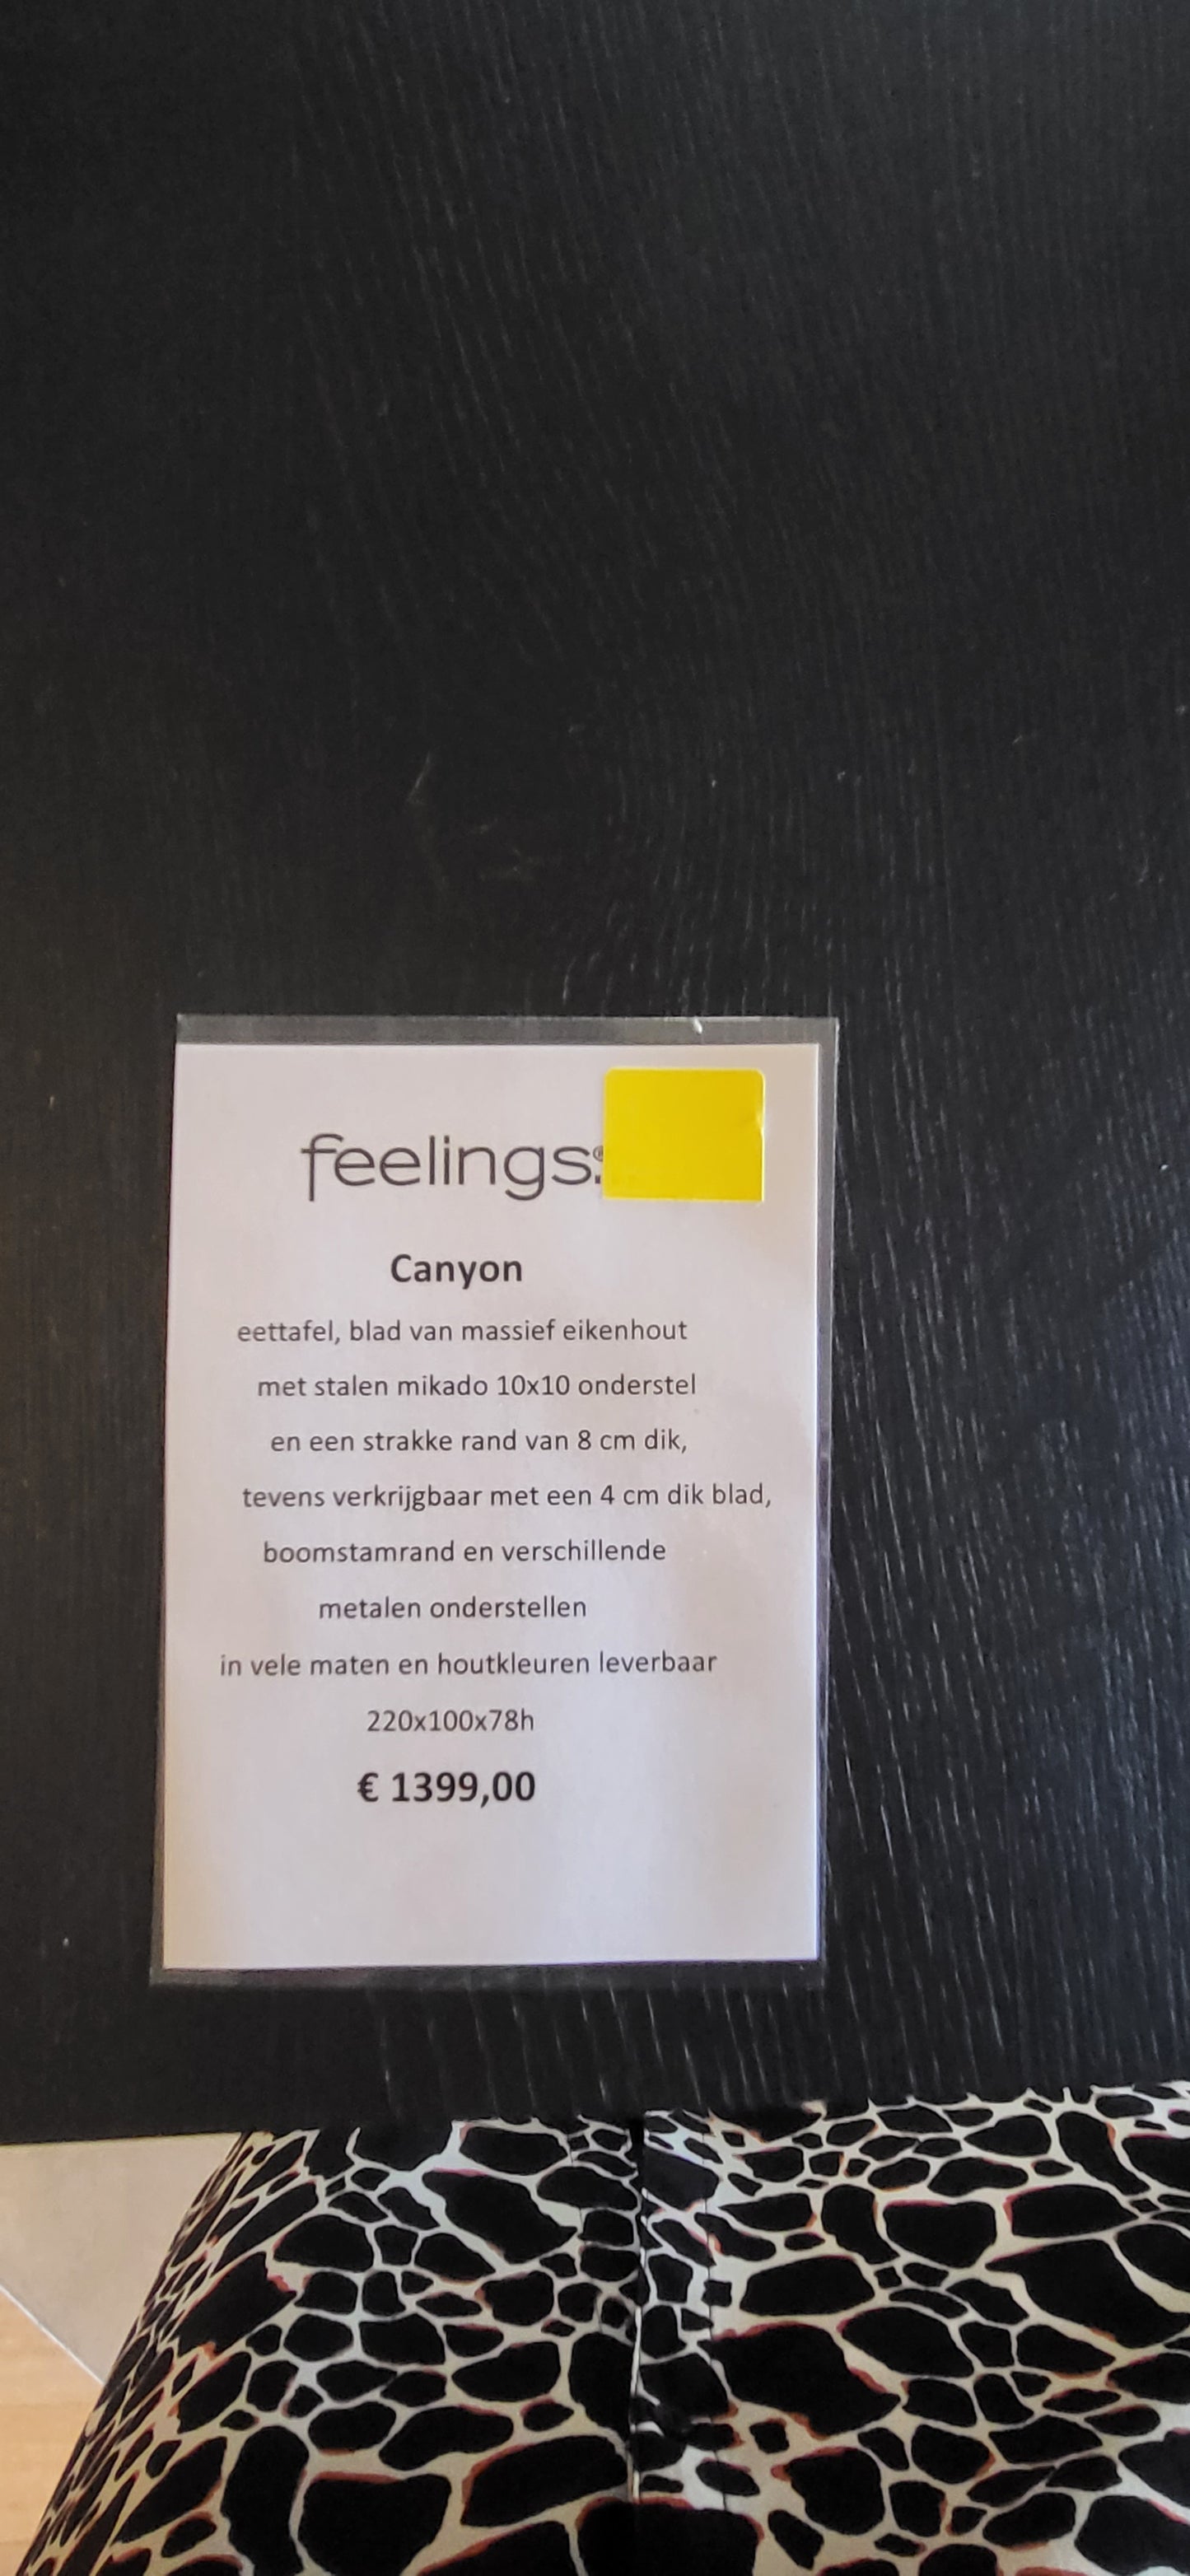 feelings.®
Canyon
eettafel, blad van massief eikenhout
met stalen mikado 10x10 onderstel
en een strakke rand van 8 cm dik,
tevens verkrijgbaar met een 4 cm dik blad,
boomstamrand en verschillende
metalen onderstellen
in vele maten en houtkleuren leverbaar
220x100x78h
€ 1399,00